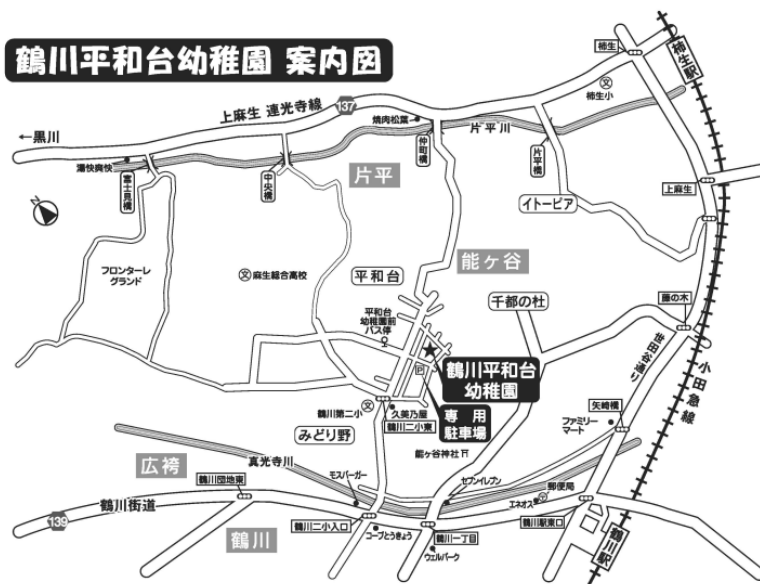 鶴川平和台幼稚園 案内図
柿生
柿生駅
柿生小
上麻生 連光寺線
137
焼肉松葉
←黒川
片平川
湯快爽快
富士見橋
中央橋
仲町橋
片平橋
片平
上麻生
イトーピア
N
能ヶ谷
フロンターレ
グランド
麻生総合高校
平和台
千都の杜
藤の木
平和台
幼稚園前
バス停
世田谷通り
小田急線
鶴川平和台
幼稚園
P
専用
駐車場
鶴川第二小
久美乃屋
鶴川二小東
矢崎橋
ファミリー
マート
みどり野
能ヶ谷神社
広袴
真光寺川
鶴川団地東
モスバーガー
セブンイレブン
郵便局
エネオス
鶴川街道
139
鶴川
鶴川二小入口
コープとうきょう
鶴川一丁目
ウェルパーク
鶴川駅東口
鶴川駅
文
文
文